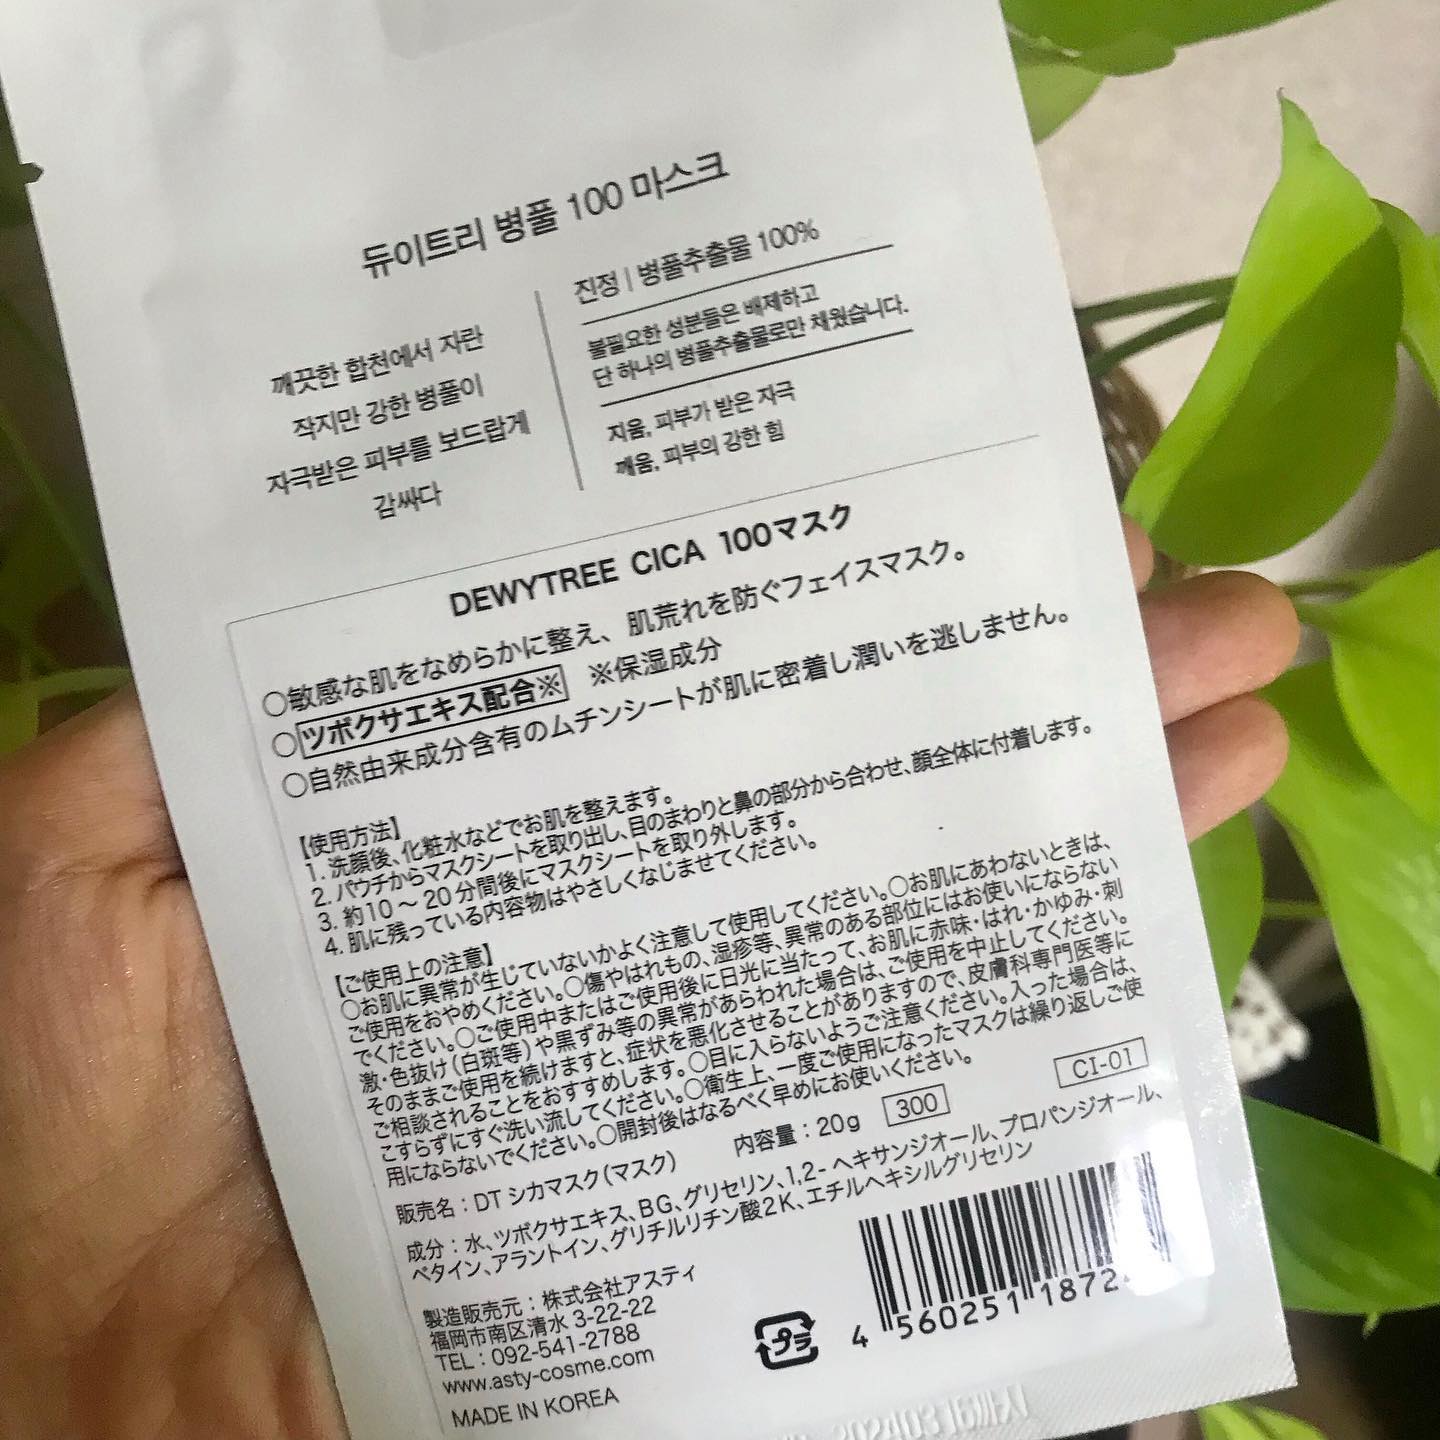 듀이트리 병풀 100 마스크
깨끗한 합천에서 자란
작지만 강한 병풀이
자극받은 피부를 보드랍게
감싸다
진정 | 병풀추출물 100%
불필요한 성분들은 배제하고
단 하나의 병풀추출물로만 채웠습니다.
지움, 피부가 받은 자극
깨움, 피부의 강한 힘
DEWYTREE CICA 100マスク
○敏感な肌をなめらかに整え、肌荒れを防ぐフェイスマスク。
○ツボクサエキス配合※ ※保湿成分
○自然由来成分含有のムチンシートが肌に密着し潤いを逃しません。
【使用方法】
1. 洗顔後、化粧水などでお肌を整えます。
2. パウチからマスクシートを取り出し、目のまわりと鼻の部分から合わせ、顔全体に付着します。
3. 約10～20分間後にマスクシートを取り外します。
4. 肌に残っている内容物はやさしくなじませてください。
【ご使用上の注意】
○お肌に異常が生じていないかよく注意して使用してください。○お肌にあわないときは、
ご使用をおやめください。○傷やはれもの、湿疹等、異常のある部位にはお使いにならない
でください。○ご使用中またはご使用後に日光に当たって、お肌に赤味・はれ・かゆみ・刺
激・色抜け(白斑等)や黒ずみ等の異常があらわれた場合は、ご使用を中止してください。
そのままご使用を続けますと、症状を悪化させることがありますので、皮膚科専門医等に
ご相談されることをおすすめします。○目に入らないようご注意ください。入った場合は、
こすらずにすぐ洗い流してください。○衛生上、一度ご使用になったマスクは繰り返しご使
用にならないでください。○開封後はなるべく早めにお使いください。
CI-01
販売名：DT シカマスク(マスク) 内容量：20g 300
成分：水、ツボクサエキス、BG、グリセリン、1,2-ヘキサンジオール、プロパンジオール、
ベタイン、アラントイン、グリチルリチン酸2K、エチルヘキシルグリセリン
製造販売元：株式会社アスティ
福岡市南区清水 3-22-22
TEL：092-541-2788
www.asty-cosme.com
MADE IN KOREA
プラ
4 560251 1872
20240316